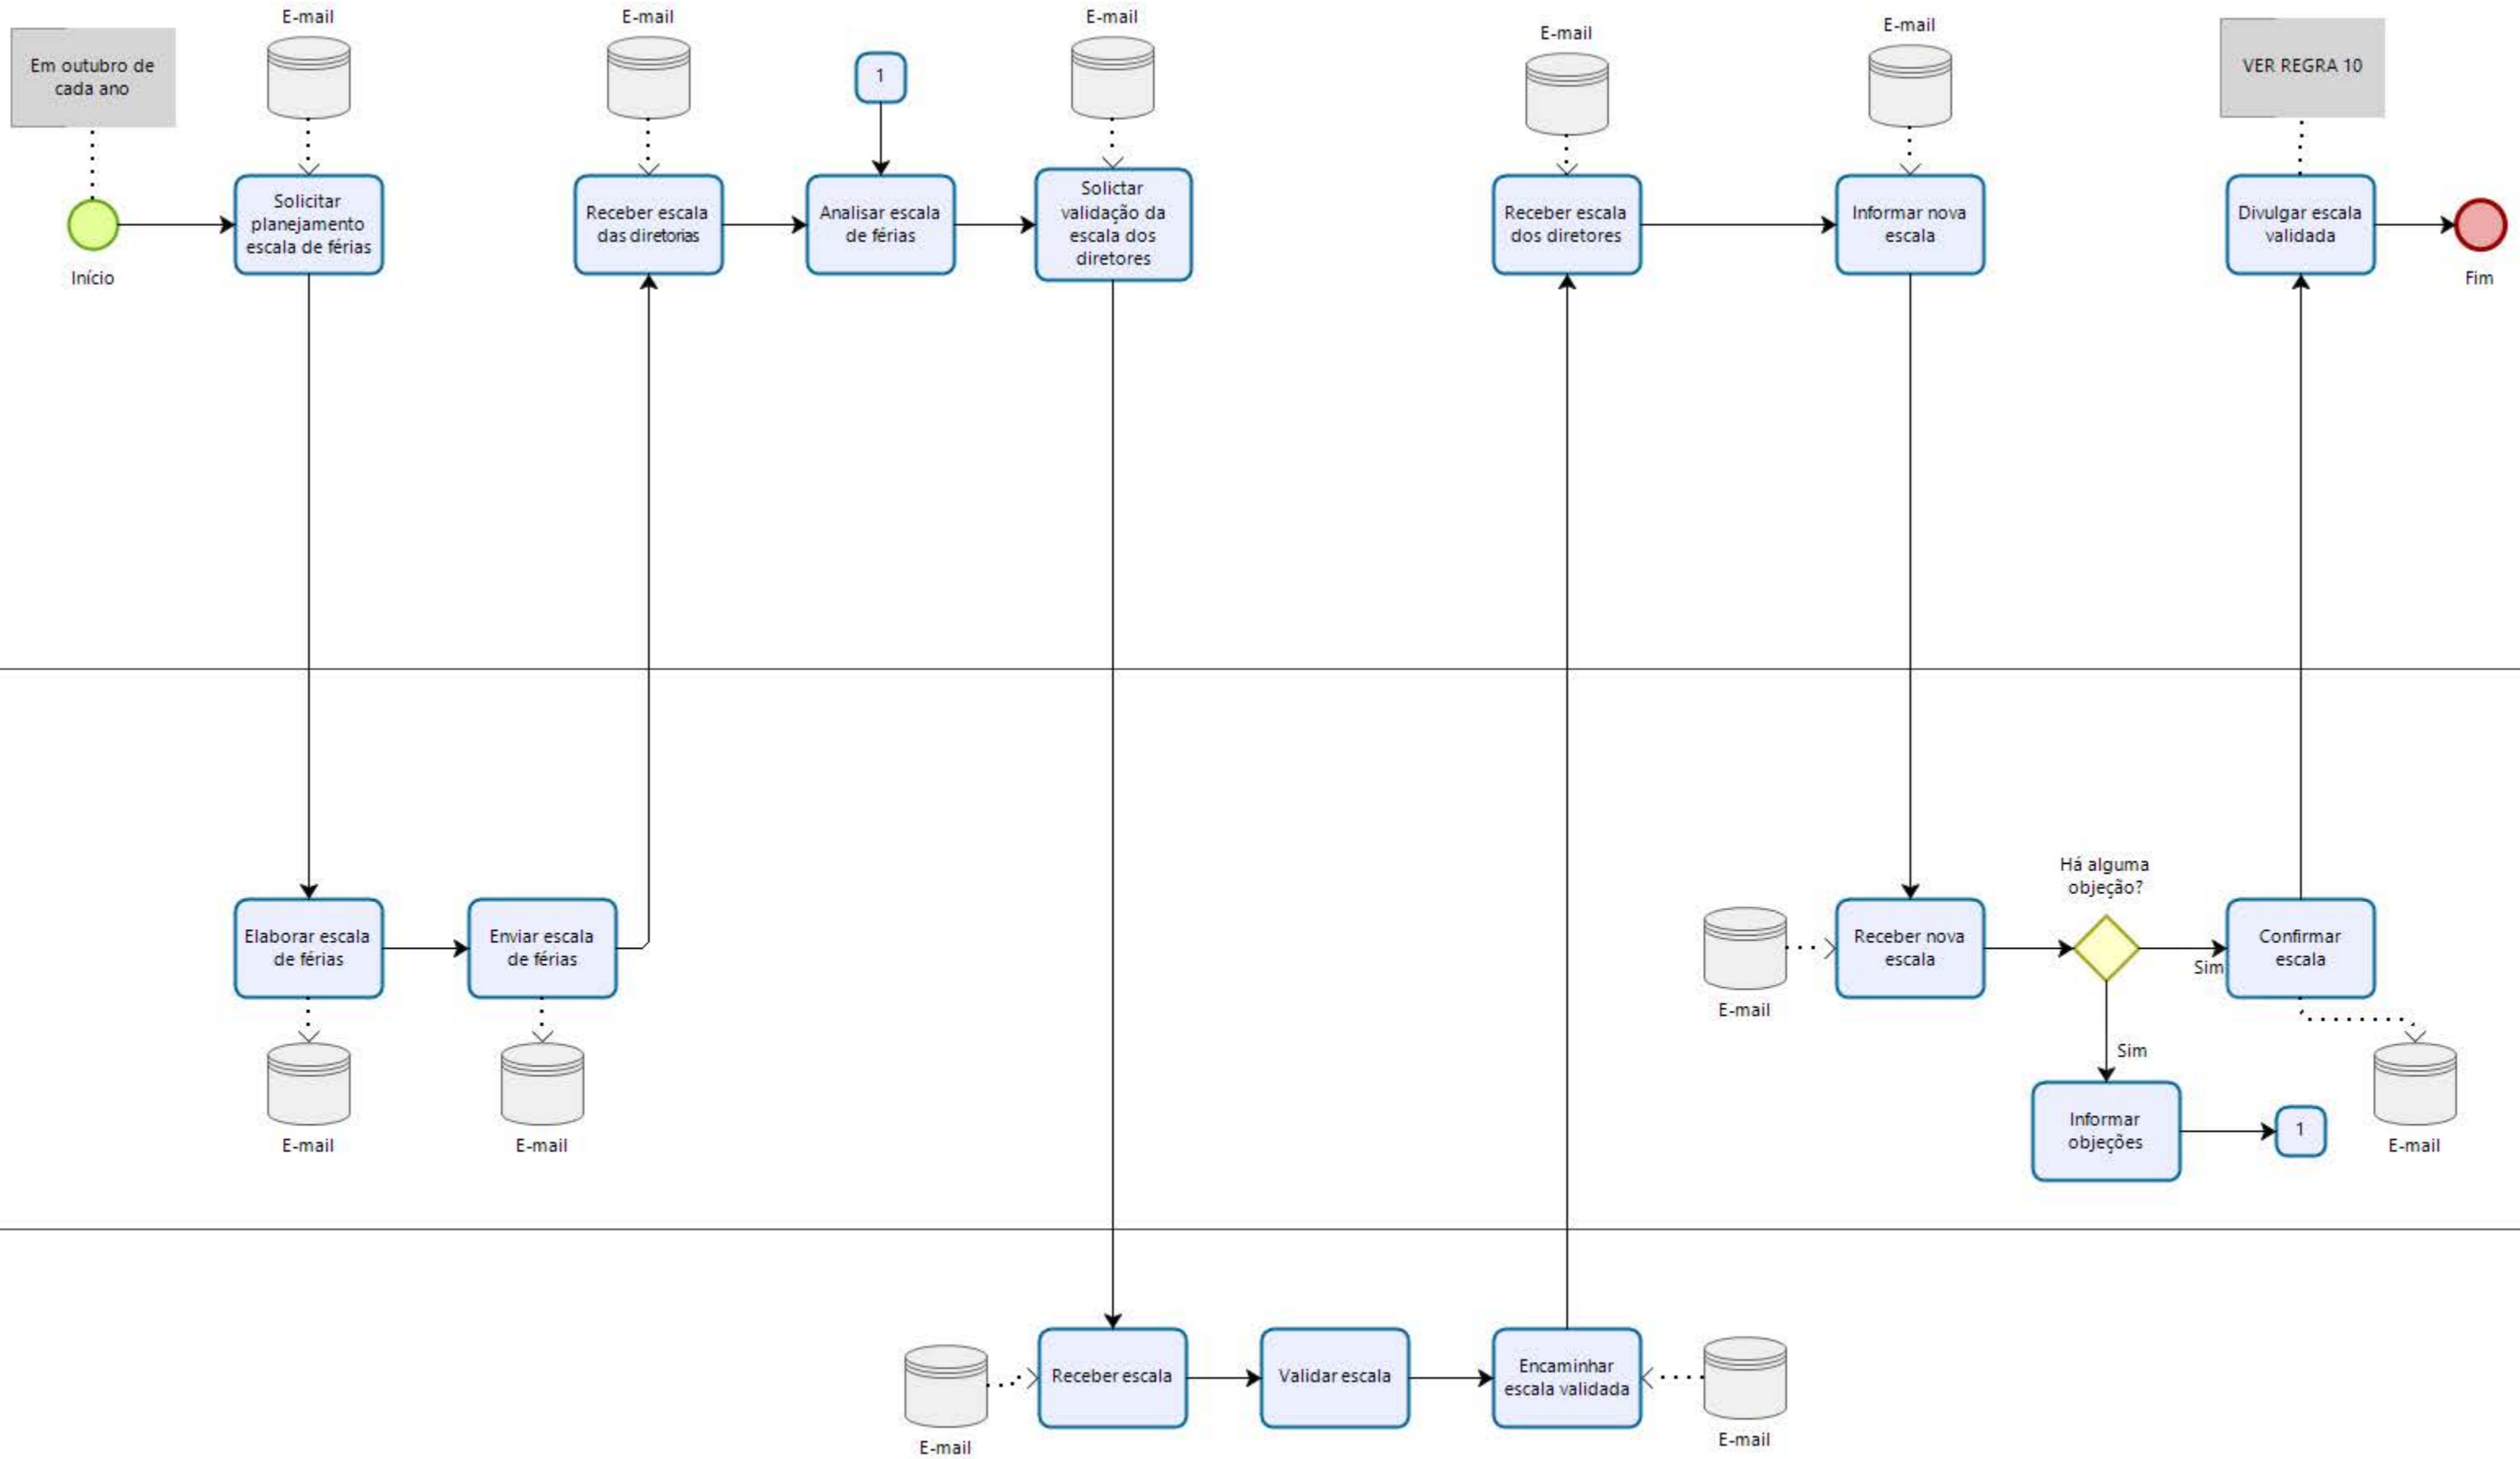 Em outubro de
cada ano
E-mail
E-mail
1
E-mail
E-mail
E-mail
VER REGRA 10
Início
Solicitar
planejamento
escala de férias
Receber escala
das diretorias
Analisar escala
de férias
Solictar
validação da
escala dos
diretores
Receber escala
dos diretores
Informar nova
escala
Divulgar escala
validada
Fim
Elaborar escala
de férias
Enviar escala
de férias
E-mail
E-mail
E-mail
Receber nova
escala
Há alguma
objeção?
Sim
Confirmar
escala
Sim
Informar
objeções
1
E-mail
E-mail
Receber escala
Validar escala
Encaminhar
escala validada
E-mail